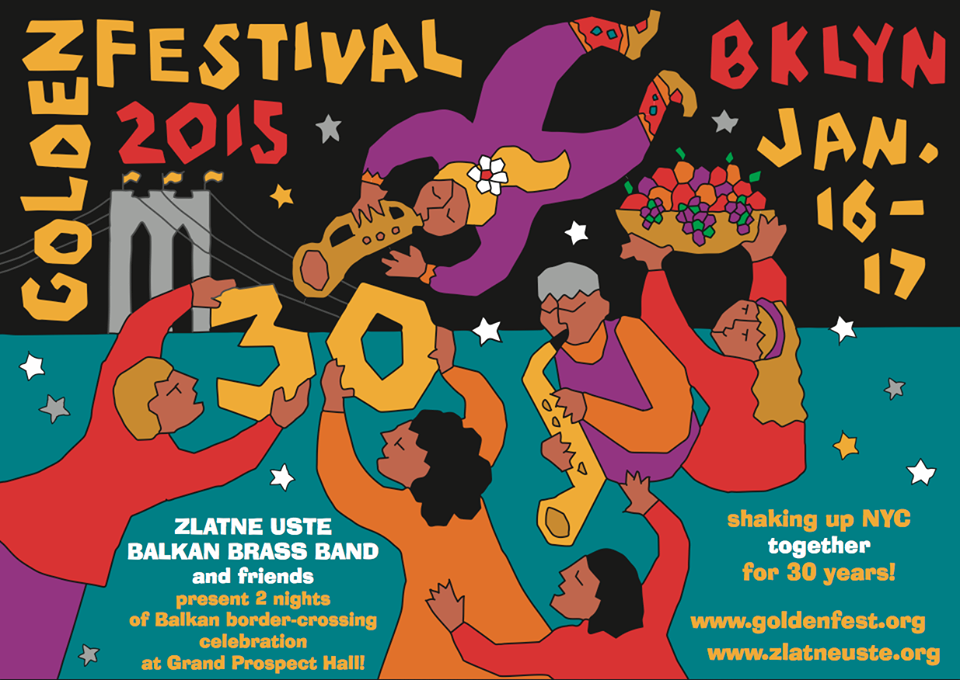 GOLDEN
FESTIVAL
2015
BKLYN
JAN.
16-
17
30
ZLATNE USTE
BALKAN BRASS BAND
and friends
present 2 nights
of Balkan border-crossing
celebration
at Grand Prospect Hall!
shaking up NYC
together
for 30 years!
www.goldenfest.org
www.zlatneuste.org